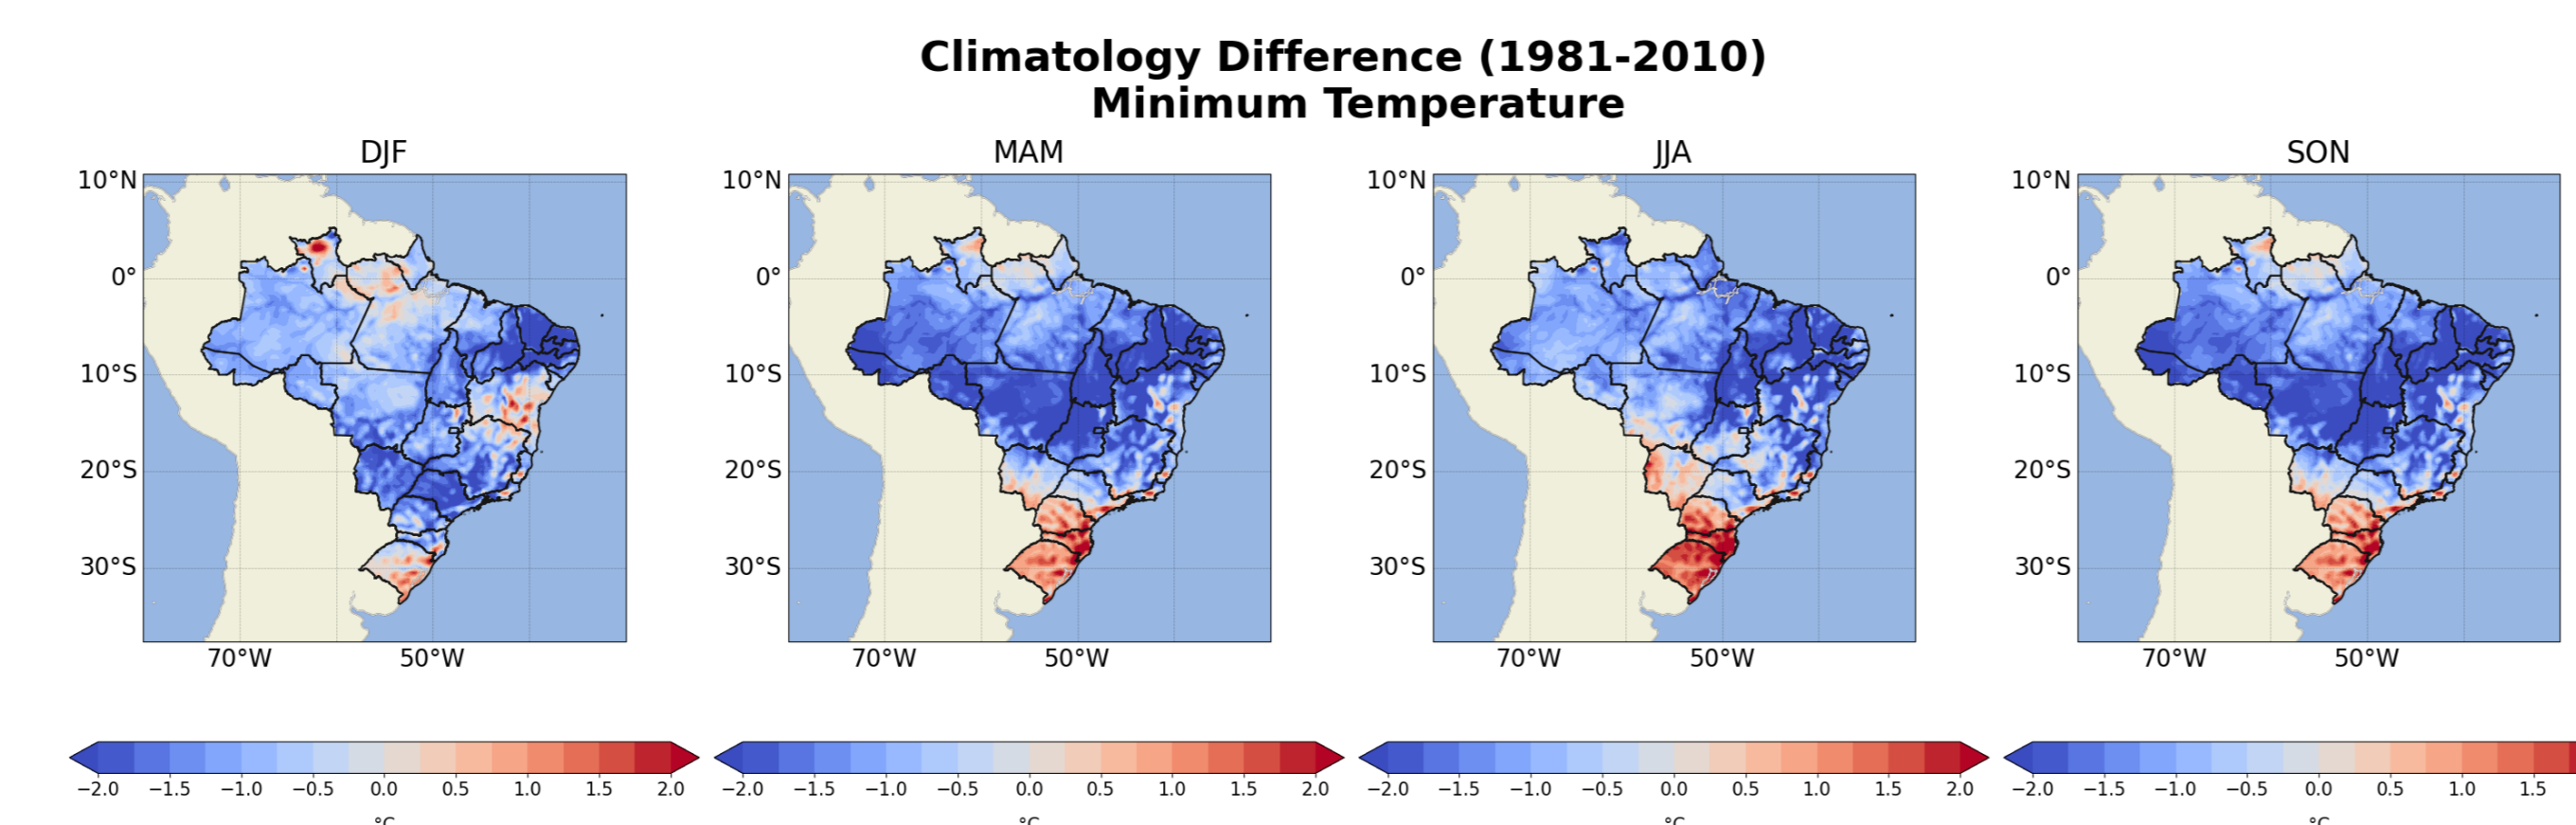 Climatology Difference (1981-2010)
Minimum Temperature
DJF
MAM
JJA
SON
10°N
0°
10°S
20°S
30°S
70°W 50°W
10°N
0°
10°S
20°S
30°S
70°W 50°W
10°N
0°
10°S
20°S
30°S
70°W 50°W
10°N
0°
10°S
20°S
30°S
70°W 50°W
−2.0 −1.5 −1.0 −0.5 0.0 0.5 1.0 1.5 2.0
°C
−2.0 −1.5 −1.0 −0.5 0.0 0.5 1.0 1.5 2.0
°C
−2.0 −1.5 −1.0 −0.5 0.0 0.5 1.0 1.5 2.0
°C
−2.0 −1.5 −1.0 −0.5 0.0 0.5 1.0 1.5
°C